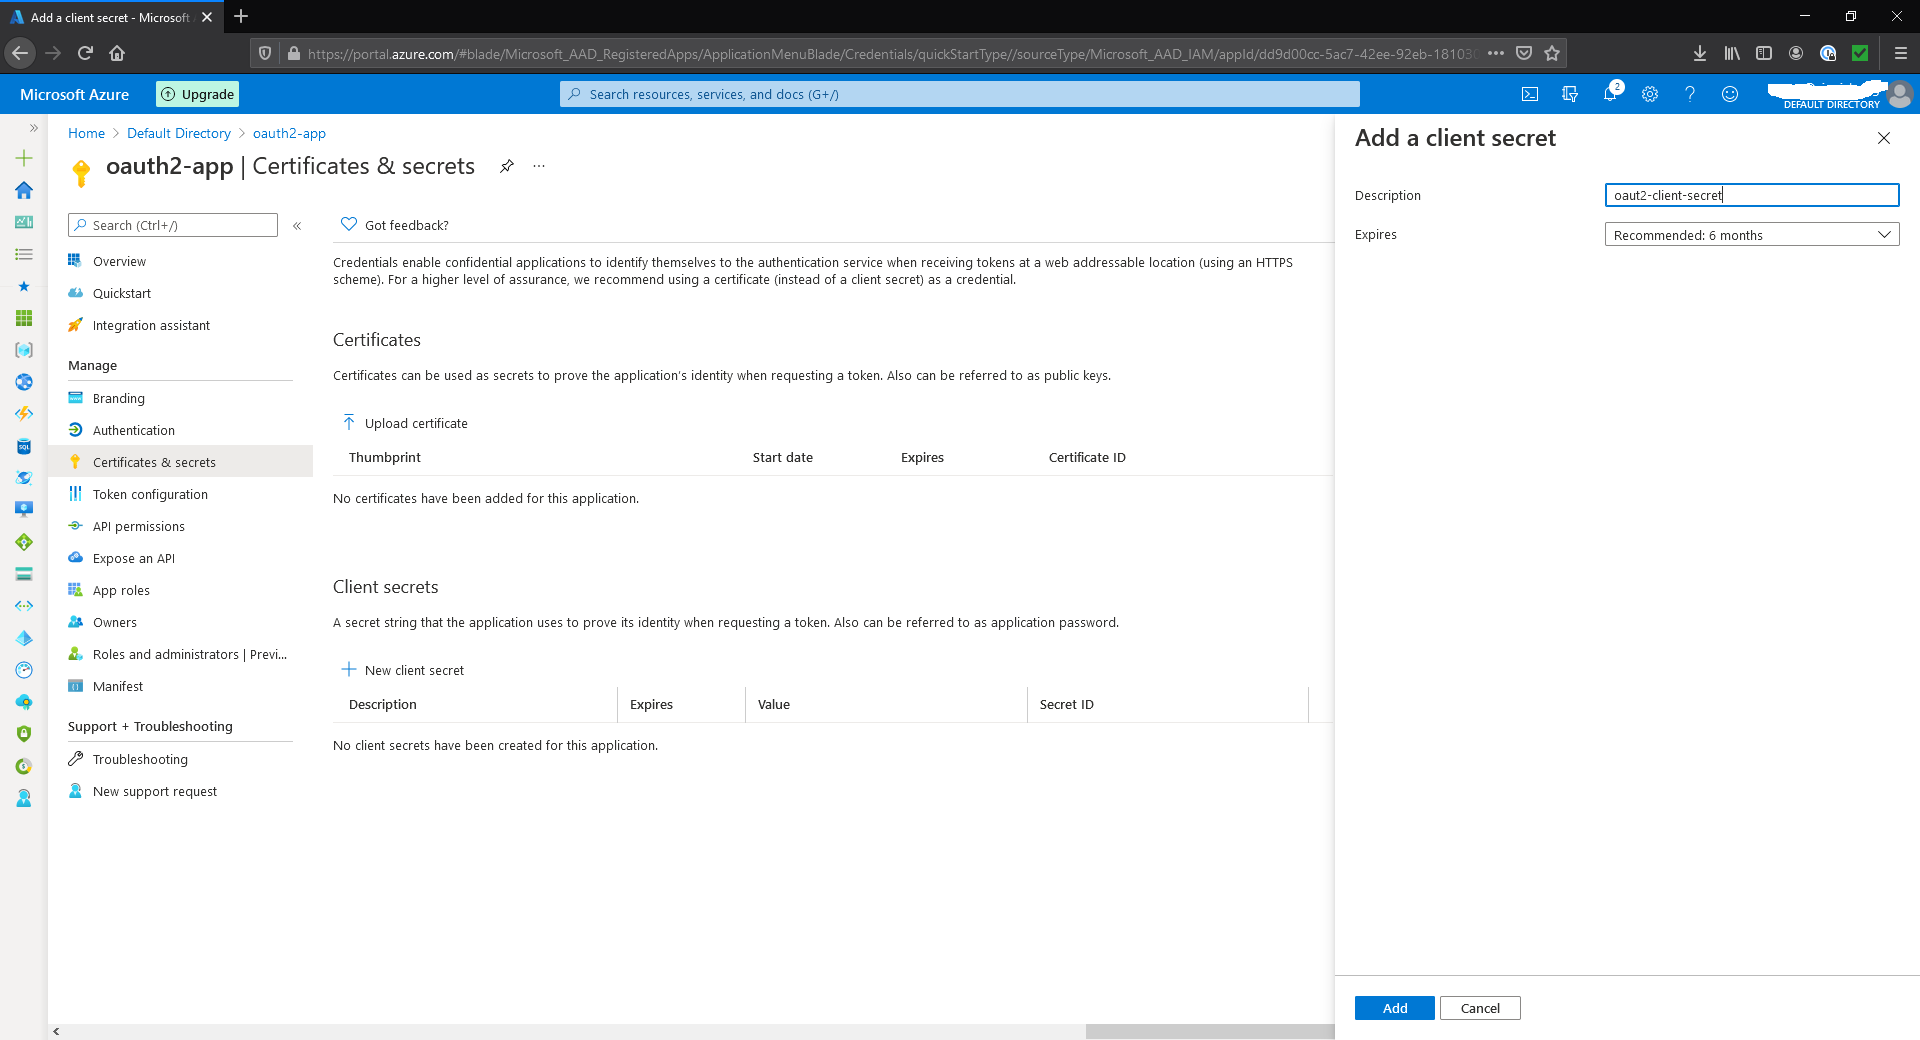 Add a client secret - Microsoft
https://portal.azure.com/#blade/Microsoft_AAD_RegisteredApps/ApplicationMenuBlade/Credentials/quickStartType//sourceType/Microsoft_AAD_IAM/appId/dd9d00cc-5ac7-42ee-92eb-181030
Microsoft Azure
Upgrade
Search resources, services, and docs (G+/)
2
DEFAULT DIRECTORY
Home > Default Directory > oauth2-app
oauth2-app | Certificates & secrets
Search (Ctrl+/)
Overview
Quickstart
Integration assistant
Manage
Branding
Authentication
Certificates & secrets
Token configuration
API permissions
Expose an API
App roles
Owners
Roles and administrators | Previ...
Manifest
Support + Troubleshooting
Troubleshooting
New support request
Got feedback?
Credentials enable confidential applications to identify themselves to the authentication service when receiving tokens at a web addressable location (using an HTTPS
scheme). For a higher level of assurance, we recommend using a certificate (instead of a client secret) as a credential.
Certificates
Certificates can be used as secrets to prove the application's identity when requesting a token. Also can be referred to as public keys.
Upload certificate
Thumbprint Start date Expires Certificate ID
No certificates have been added for this application.
Client secrets
A secret string that the application uses to prove its identity when requesting a token. Also can be referred to as application password.
New client secret
Description Expires Value Secret ID
No client secrets have been created for this application.
Add a client secret
Description oaut2-client-secret
Expires Recommended: 6 months
Add Cancel